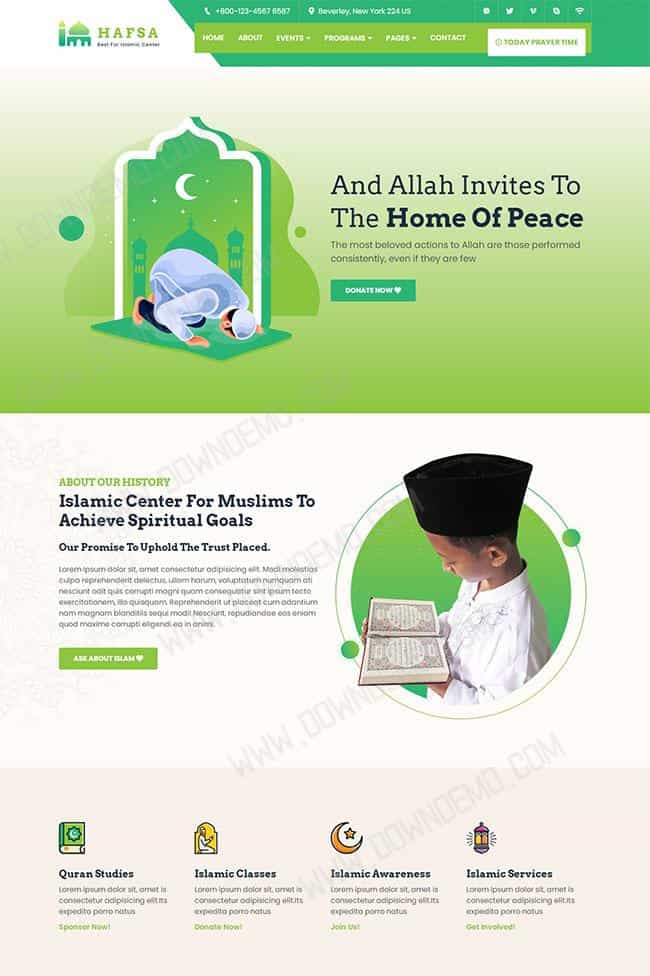 +800-123-4567 6587
Beverley, New York 224 US
HAFSA
Best For Islamic Center
HOME
ABOUT
EVENTS
PROGRAMS
PAGES
CONTACT
TODAY PRAYER TIME
And Allah Invites To
The Home Of Peace
The most beloved actions to Allah are those performed
consistently, even if they are few
DONATE NOW
ABOUT OUR HISTORY
Islamic Center For Muslims To
Achieve Spiritual Goals
Our Promise To Uphold The Trust Placed.
Lorem ipsum dolor sit, amet consectetur adipisicing elit. Modi molestias
culpa reprehenderit delectus, ullam harum, voluptatum numquam ati
nesciunt odit quis corrupti magni quam consequatur sint ipsum tecto
exercitationem, illo quisquam. Reprehenderit ut placeat cum adantium
nam magnam blanditiis sequi modi! Nesciunt, repudiandae eos eniam
quod maxime corrupti eligendi ea in animi.
ASK ABOUT ISLAM
Quran Studies
Lorem ipsum dolor sit, amet is
consectetur adipisicing elit.Its
expedita porro natus
Sponsor Now!
Islamic Classes
Lorem ipsum dolor sit, amet is
consectetur adipisicing elit.Its
expedita porro natus
Donate Now!
Islamic Awareness
Lorem ipsum dolor sit, amet is
consectetur adipisicing elit.Its
expedita porro natus
Join Us!
Islamic Services
Lorem ipsum dolor sit, amet is
consectetur adipisicing elit.Its
expedita porro natus
Get Involved!
WWW.DOWNDEMO.COM